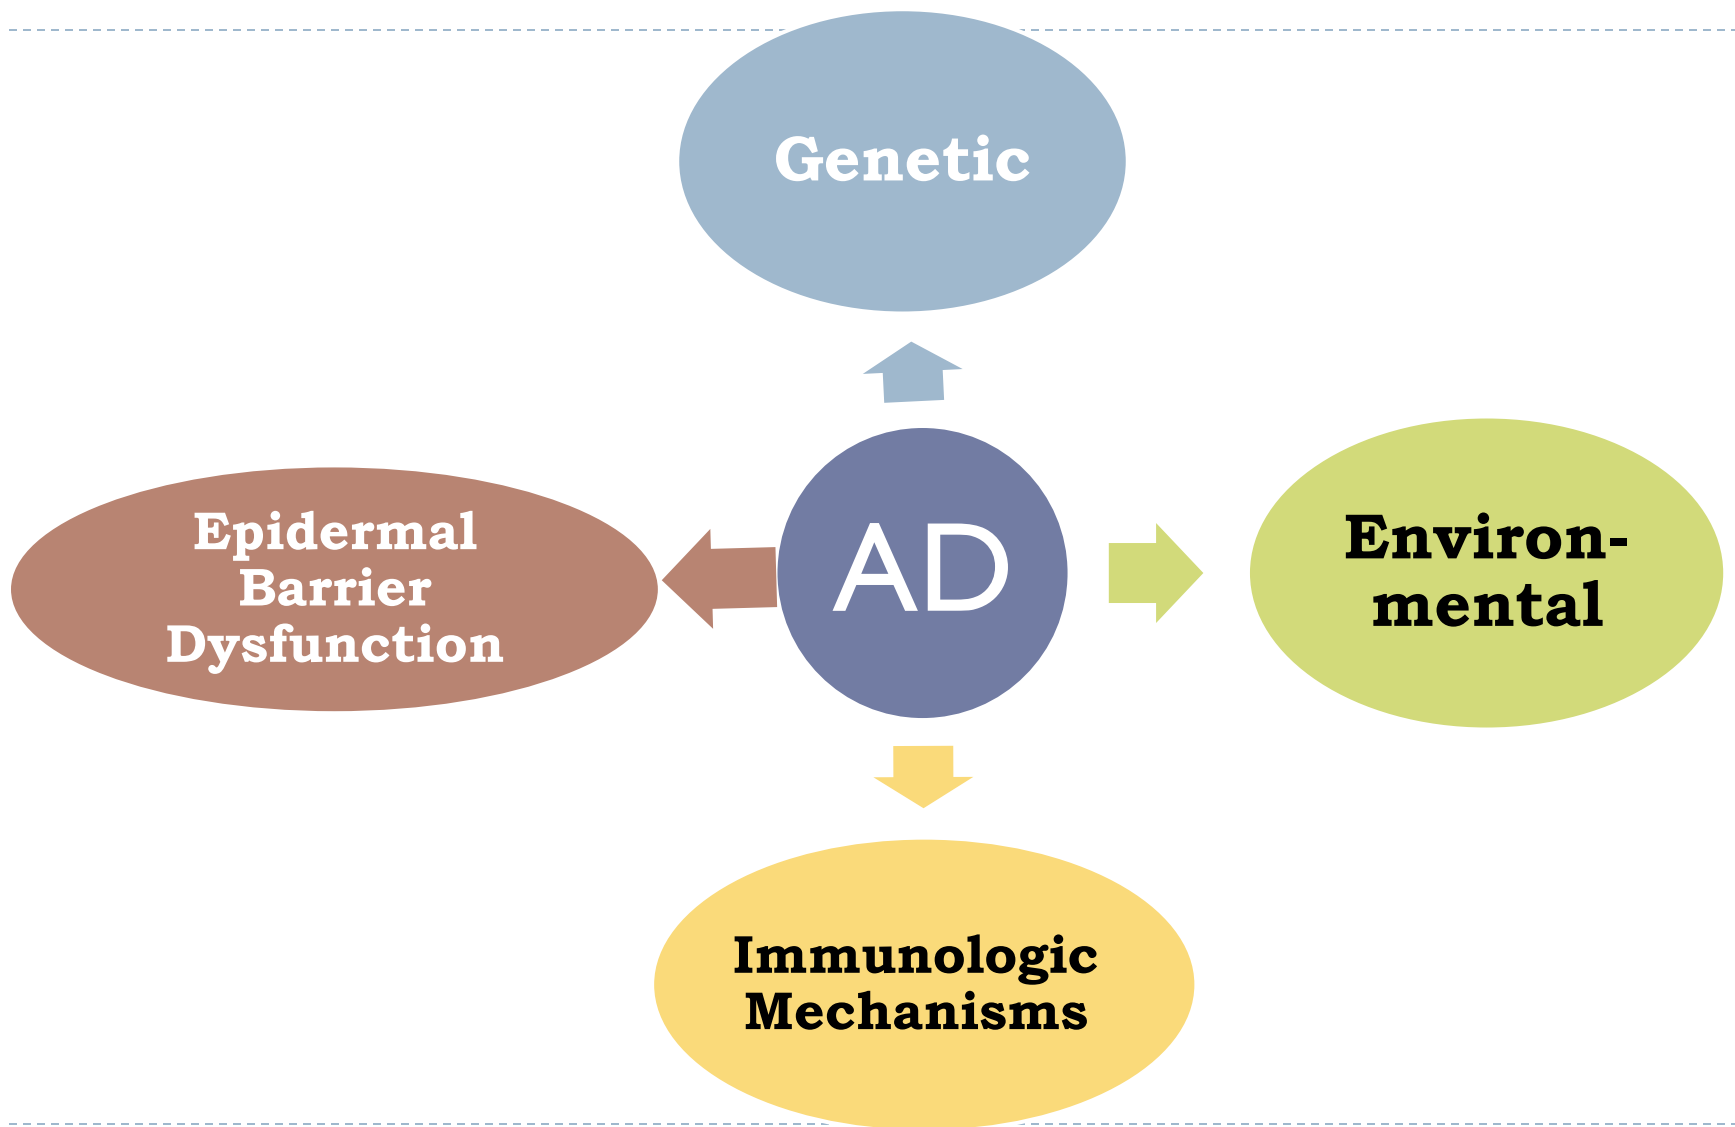 Genetic
Epidermal
Barrier
Dysfunction
AD
Environ-
mental
Immunologic
Mechanisms